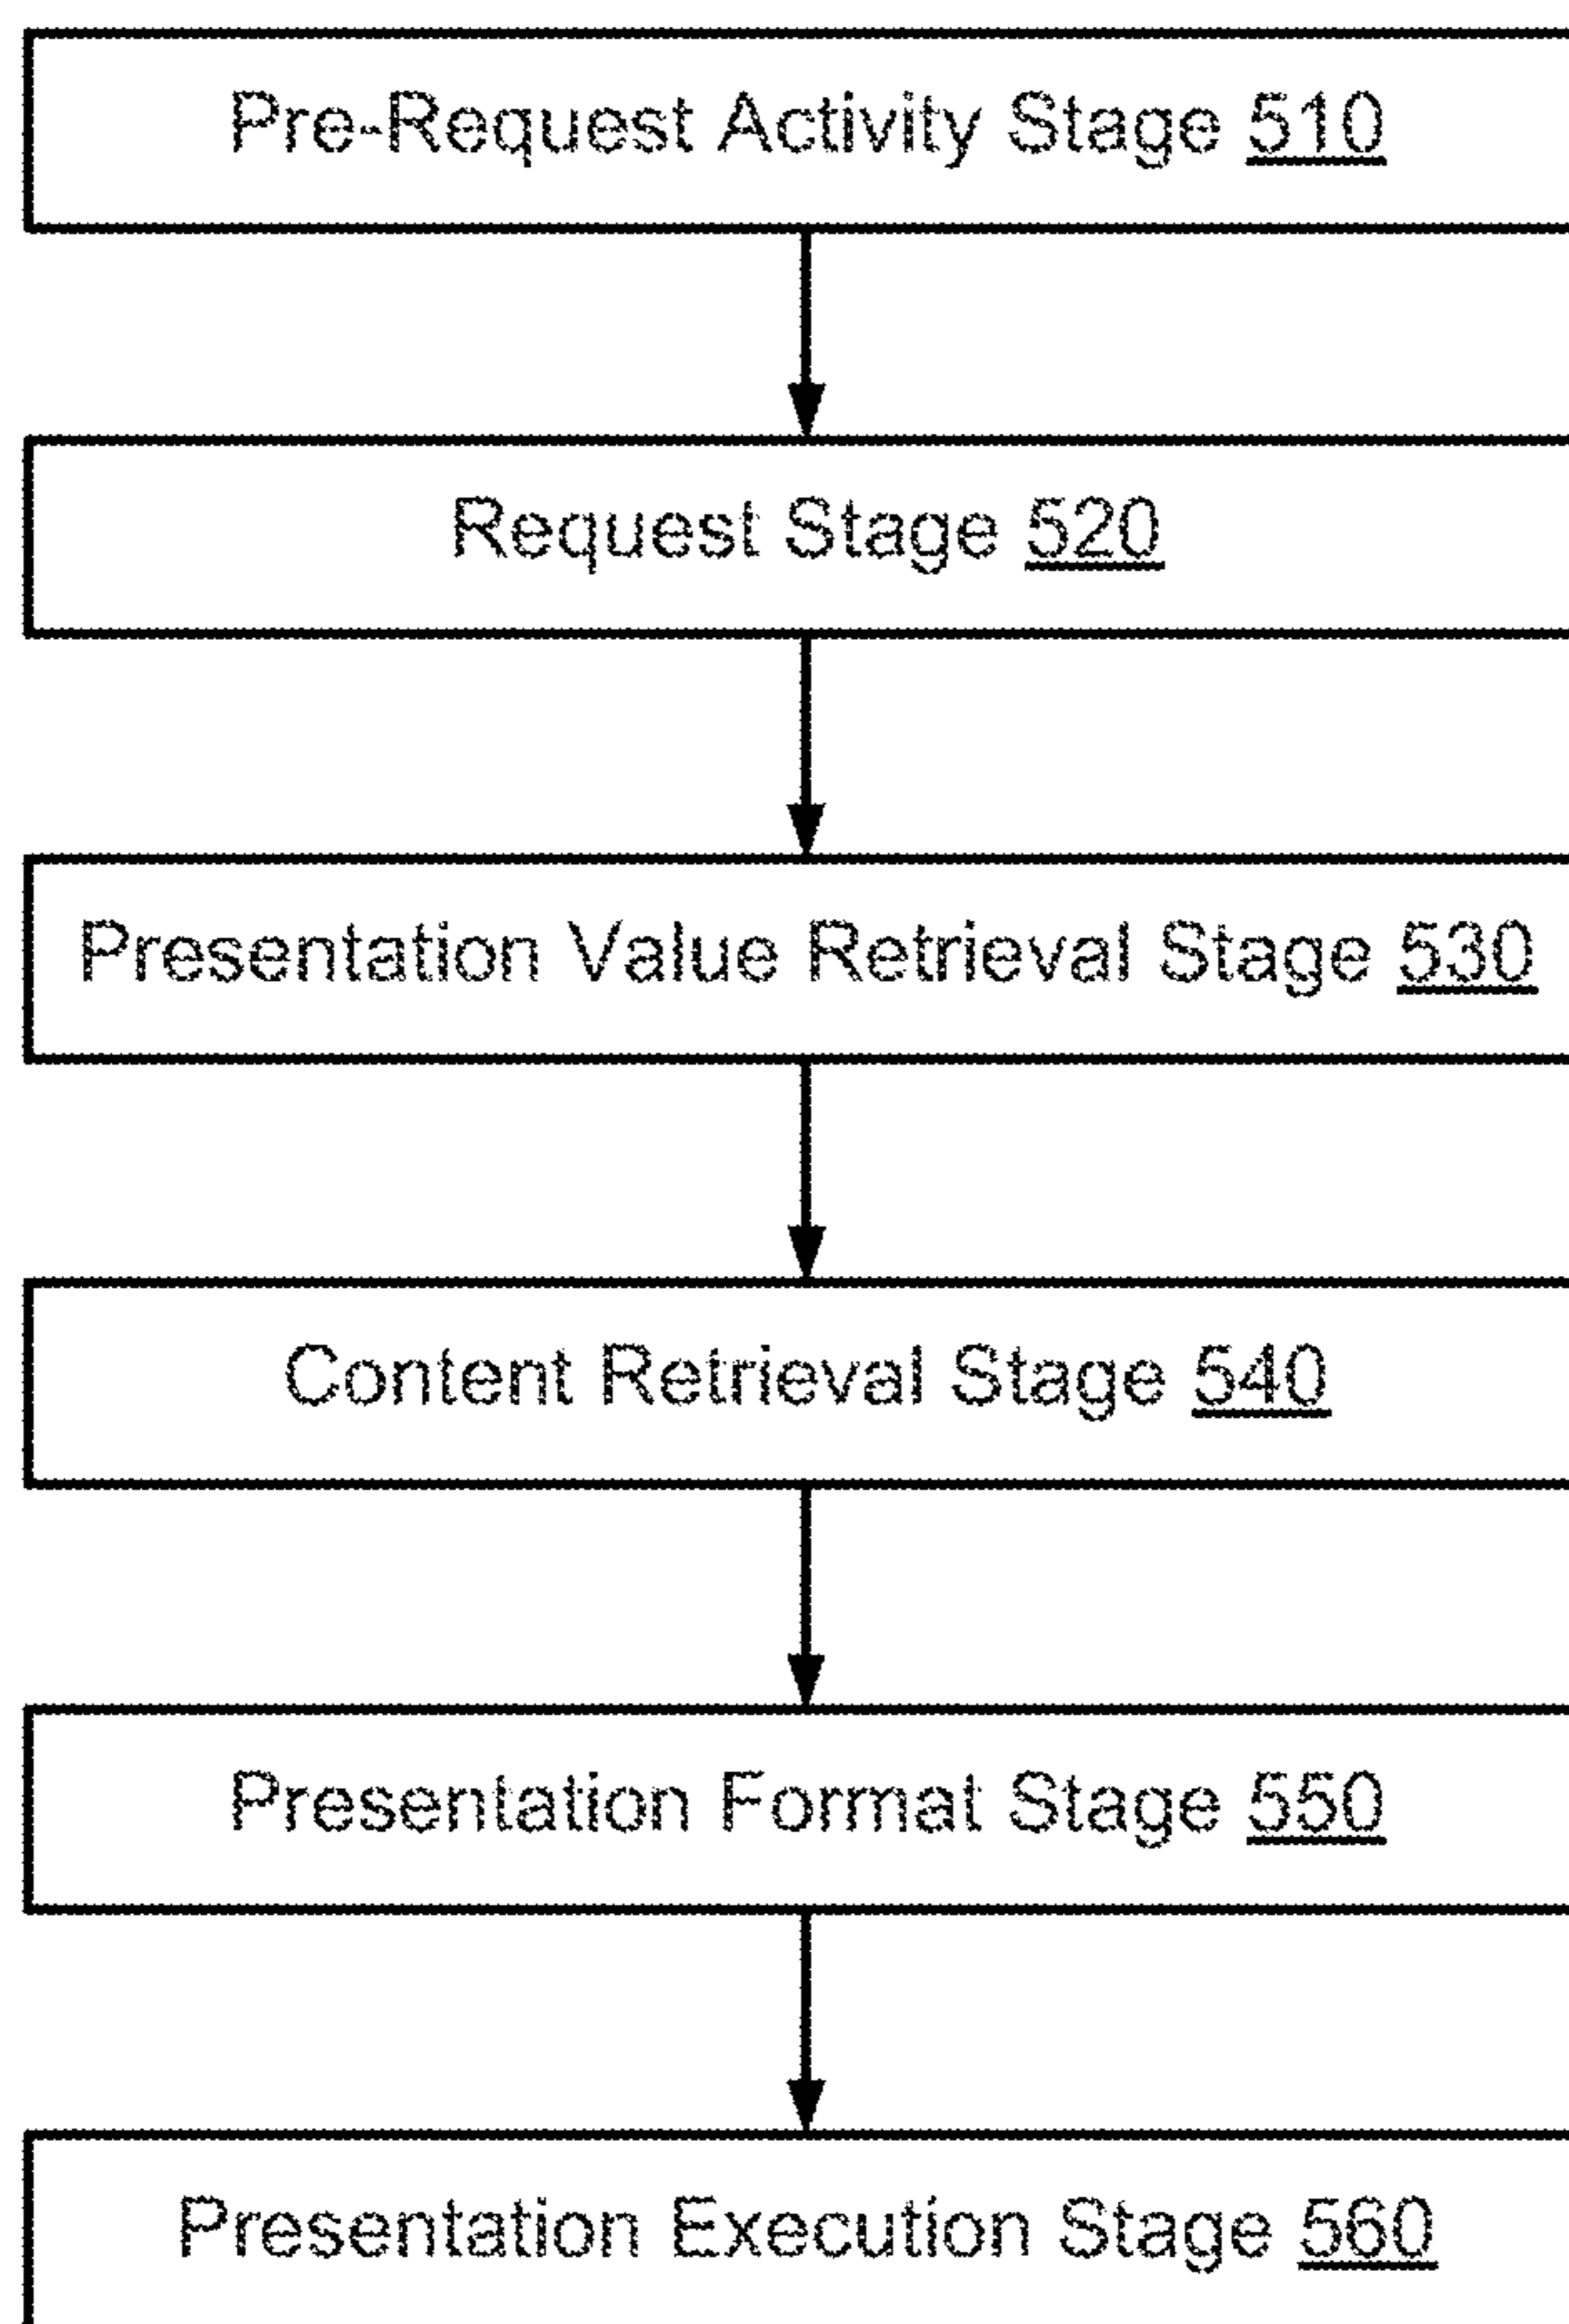 Pre-Request Activity Stage 510
Request Stage 520
Presentation Value Retrieval Stage 530
Content Retrieval Stage 540
Presentation Format Stage 550
Presentation Execution Stage 560